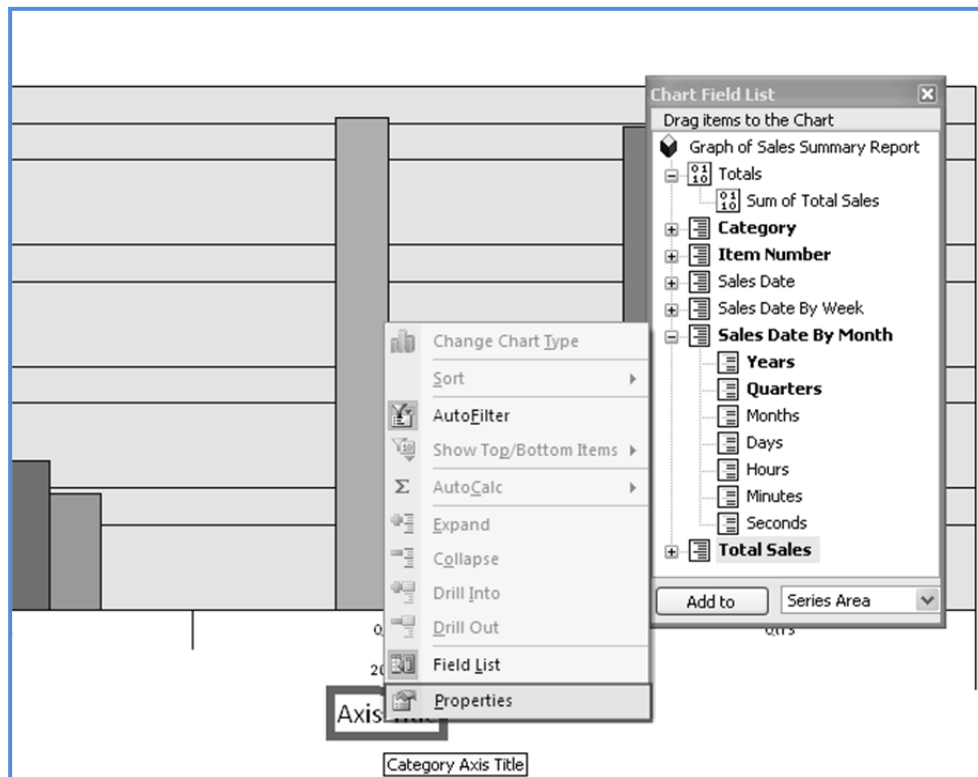 Chart Field List
Drag items to the Chart
Graph of Sales Summary Report
Totals
Sum of Total Sales
Category
Item Number
Sales Date
Sales Date By Week
Sales Date By Month
Years
Quarters
Months
Days
Hours
Minutes
Seconds
Total Sales
Add to
Series Area
Change Chart Type
Sort
AutoFilter
Show Top/Bottom Items
AutoCalc
Expand
Collapse
Drill Into
Drill Out
Field List
Properties
Axis Title
Category Axis Title